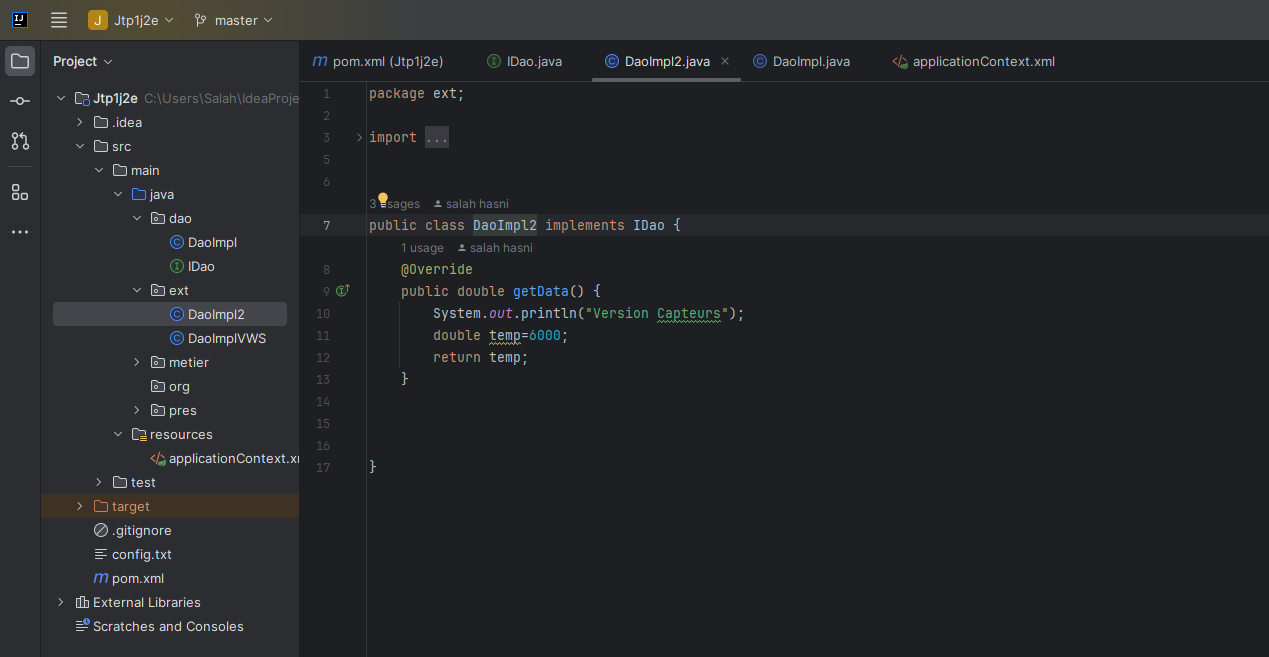 J Jtp1j2e master
Project
pom.xml (Jtp1j2e) IDao.java DaoImpl2.java DaoImpl.java applicationContext.xml
Jtp1j2e C:\Users\Salah\IdeaProje
.idea
src
main
java
dao
DaoImpl
IDao
ext
DaoImpl2
DaoImplVWS
metier
org
pres
resources
applicationContext.xm
test
target
.gitignore
config.txt
pom.xml
External Libraries
Scratches and Consoles
1 package ext;
2
3 import ...
5
6
3 usages salah hasni
7 public class DaoImpl2 implements IDao {
1 usage salah hasni
8 @Override
9 public double getData() {
10 System.out.println("Version Capteurs");
11 double temp=6000;
12 return temp;
13 }
14
15
16
17 }